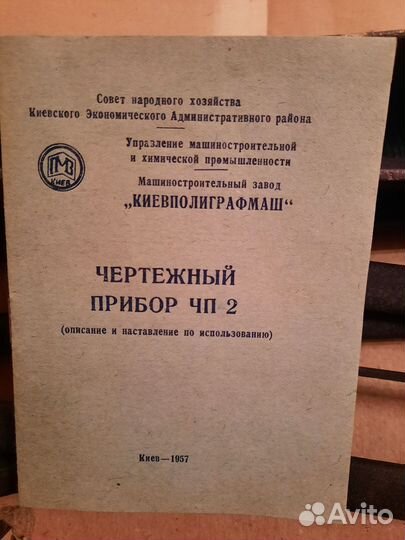 Совет народного хозяйства
Киевского Экономического Административного района
Управление машиностроительной
и химической промышленности
ПМВ
КИЕВ
Машиностроительный завод
„КИЕВПОЛИГРАФМАШ“
ЧЕРТЕЖНЫЙ
ПРИБОР ЧП 2
(описание и наставление по использованию)
Киев—1957
Avito